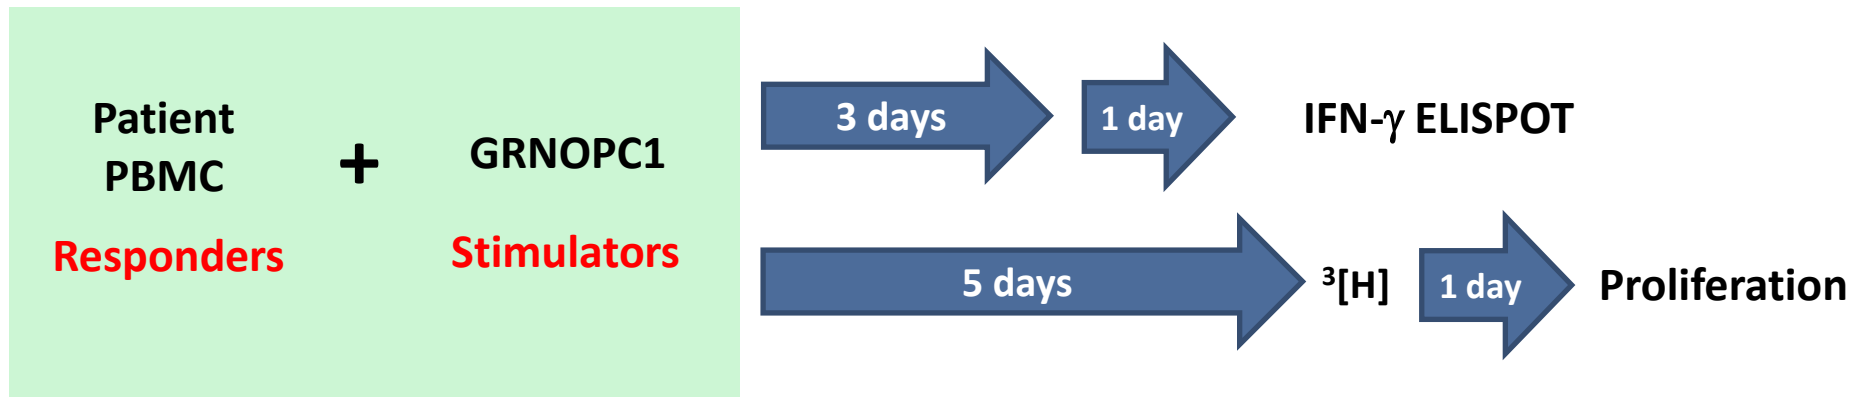 Patient
PBMC
Responders
+
GRNOPC1
Stimulators
3 days
1 day
IFN-γ ELISPOT
5 days
³[H]
1 day
Proliferation